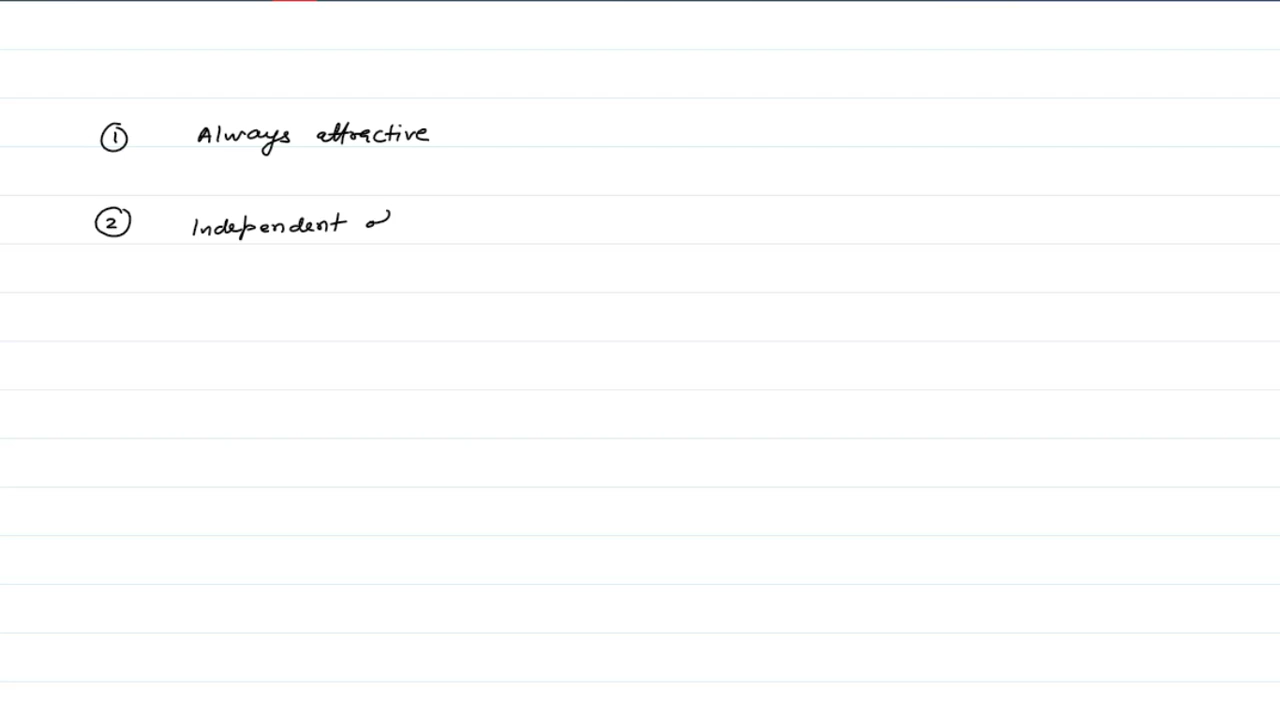 ① Always attractive
② Independent